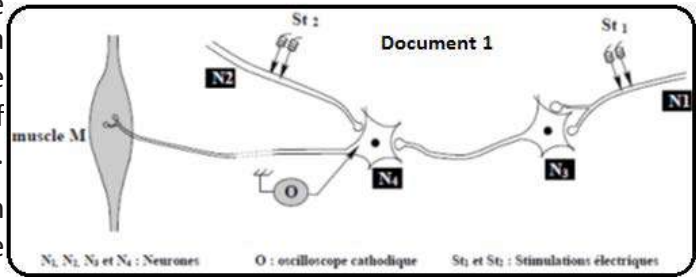 St 2
St 1
Document 1
N2
N1
muscle M
N4
N3
O
N1, N2, N3 et N4 : Neurones
O : oscilloscope cathodique
St1 et St2 : Stimulations électriques